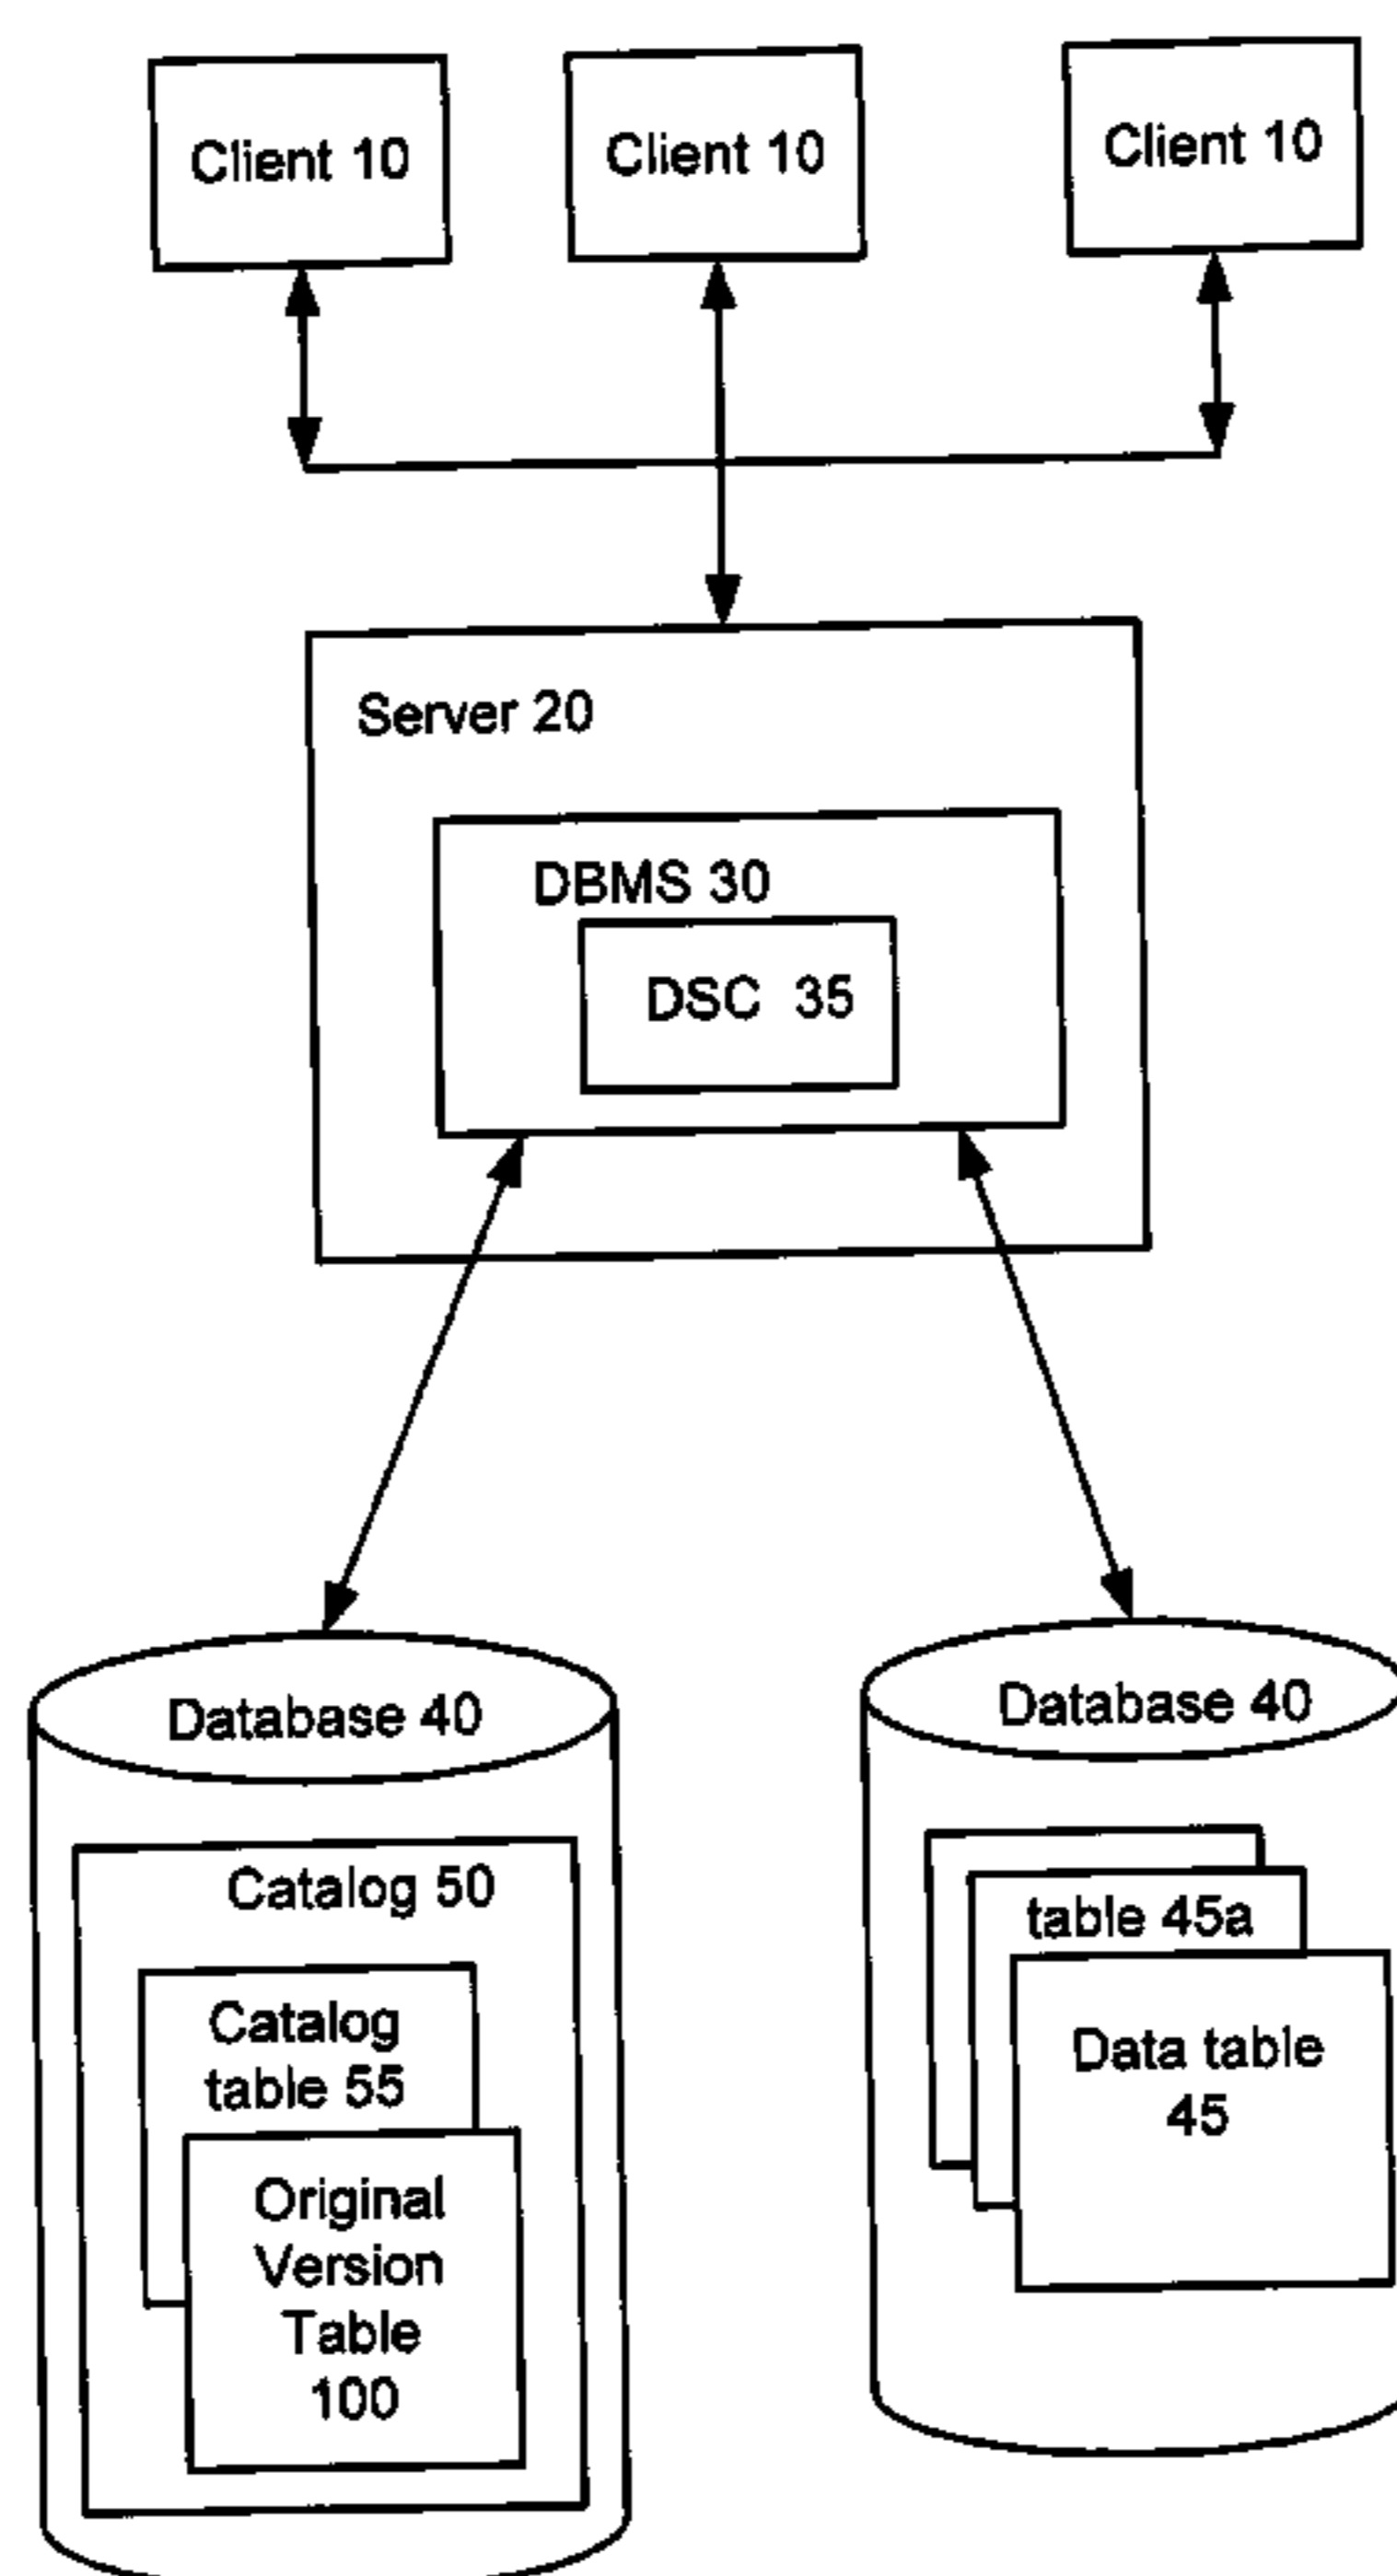 Client 10
Client 10
Client 10
Server 20
DBMS 30
DSC 35
Database 40
Database 40
Catalog 50
table 45a
Catalog
table 55
Data table
45
Original
Version
Table
100